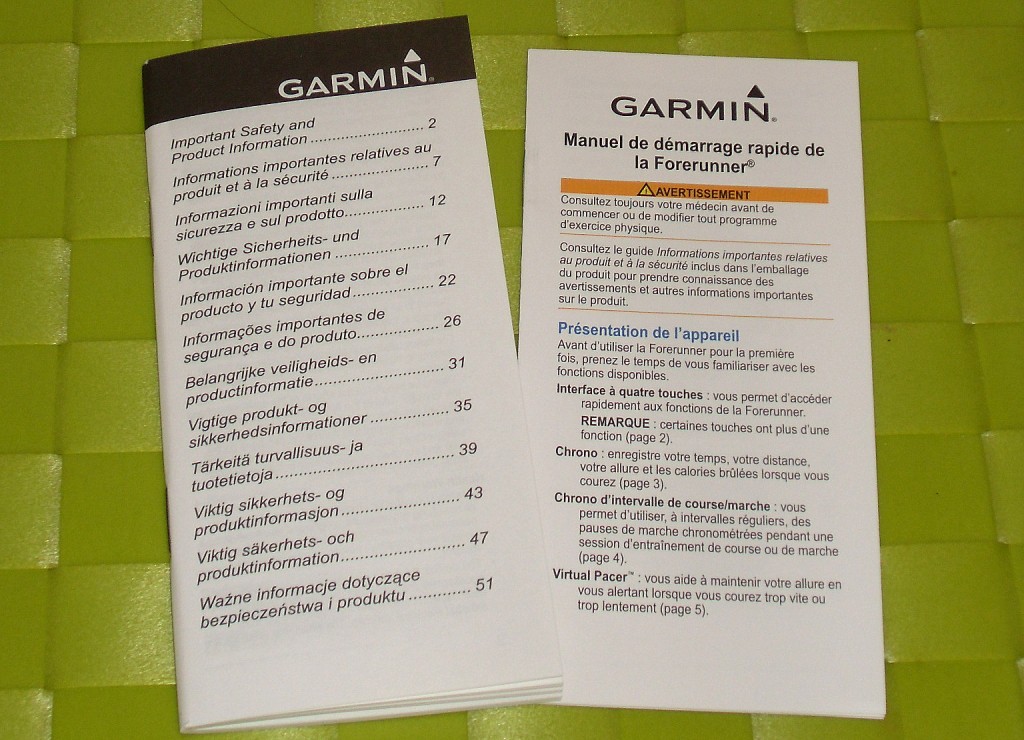 GARMIN®
Important Safety and
Product Information ........................ 2
Informations importantes relatives au
produit et à la sécurité .................... 7
Informazioni importanti sulla
sicurezza e sul prodotto................. 12
Wichtige Sicherheits- und
Produktinformationen .................... 17
Información importante sobre el
producto y tu seguridad................. 22
Informações importantes de
segurança e do produto................. 26
Belangrijke veiligheids- en
productinformatie........................... 31
Vigtige produkt- og
sikkerhedsinformationer ................ 35
Tärkeitä turvallisuus- ja
tuotetietoja..................................... 39
Viktig sikkerhets- og
produktinformasjon ........................ 43
Viktig säkerhets- och
produktinformation......................... 47
Ważne informacje dotyczące
bezpieczeństwa i produktu ............. 51
GARMIN®
Manuel de démarrage rapide de
la Forerunner®
AVERTISSEMENT
Consultez toujours votre médecin avant de
commencer ou de modifier tout programme
d'exercice physique.
Consultez le guide Informations importantes relatives
au produit et à la sécurité inclus dans l'emballage
du produit pour prendre connaissance des
avertissements et autres informations importantes
sur le produit.
Présentation de l'appareil
Avant d'utiliser la Forerunner pour la première
fois, prenez le temps de vous familiariser avec les
fonctions disponibles.
Interface à quatre touches : vous permet d'accéder
rapidement aux fonctions de la Forerunner.
REMARQUE : certaines touches ont plus d'une
fonction (page 2).
Chrono : enregistre votre temps, votre distance,
votre allure et les calories brûlées lorsque vous
courez (page 3).
Chrono d'intervalle de course/marche : vous
permet d'utiliser, à intervalles réguliers, des
pauses de marche chronométrées pendant une
session d'entraînement de course ou de marche
(page 4).
Virtual Pacer™ : vous aide à maintenir votre allure en
vous alertant lorsque vous courez trop vite ou
trop lentement (page 5).